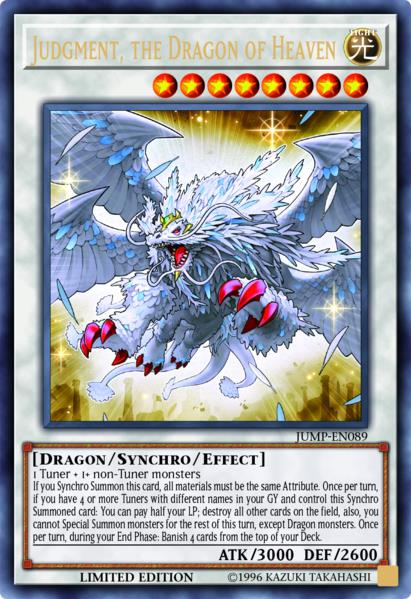 JUDGMENT, THE DRAGON OF HEAVEN
LIGHT
光
JUMP-EN089
[DRAGON/SYNCHRO/EFFECT]
1 Tuner + 1+ non-Tuner monsters
If you Synchro Summon this card, all materials must be the same Attribute. Once per turn,
if you have 4 or more Tuners with different names in your GY and control this Synchro
Summoned card: You can pay half your LP; destroy all other cards on the field, also, you
cannot Special Summon monsters for the rest of this turn, except Dragon monsters. Once
per turn, during your End Phase: Banish 4 cards from the top of your Deck.
ATK/3000 DEF/2600
LIMITED EDITION
©1996 KAZUKI TAKAHASHI